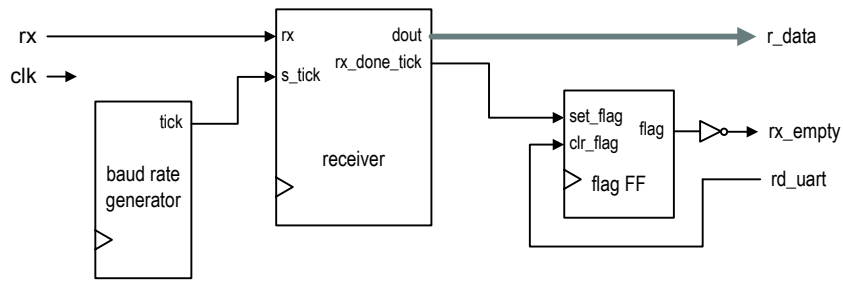 rx
clk
tick
baud rate
generator
rx
s_tick
dout
rx_done_tick
receiver
r_data
set_flag
clr_flag
flag
flag FF
rx_empty
rd_uart